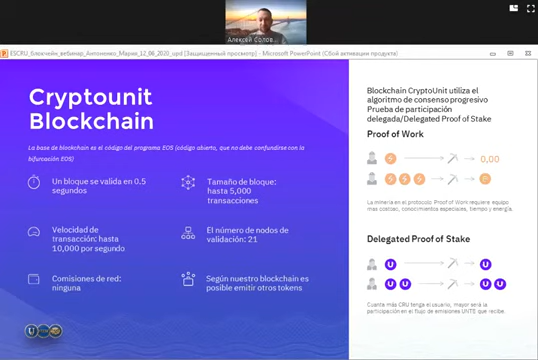 Алексей Солов...
ESCRU_блокчейн_вебинар_Антоненко_Мария_12_06_2020_upd [Защищенный просмотр] - Microsoft PowerPoint (Сбой активации продукта)
Cryptounit
Blockchain
La base de blockchain es el código del programa EOS (código abierto, que no debe confundirse con la
bifurcación EOS)
Un bloque se valida en 0.5
segundos
Tamaño de bloque:
hasta 5,000
transacciones
Velocidad de
transacción: hasta
10,000 por segundo
El número de nodos de
validación: 21
Comisiones de red:
ninguna
Según nuestro blockchain es
posible emitir otros tokens
Blockchain CryptoUnit utiliza el
algoritmo de consenso progresivo
Prueba de participación
delegada/Delegated Proof of Stake
Proof of Work
0,00
La minería en el protocolo Proof of Work requiere equipo
mas costoso, conocimientos especiales, tiempo y energía.
Delegated Proof of Stake
Cuanta más CRU tenga el usuario, mayor será la
participación en el flujo de emisiones UNTE que recibe.